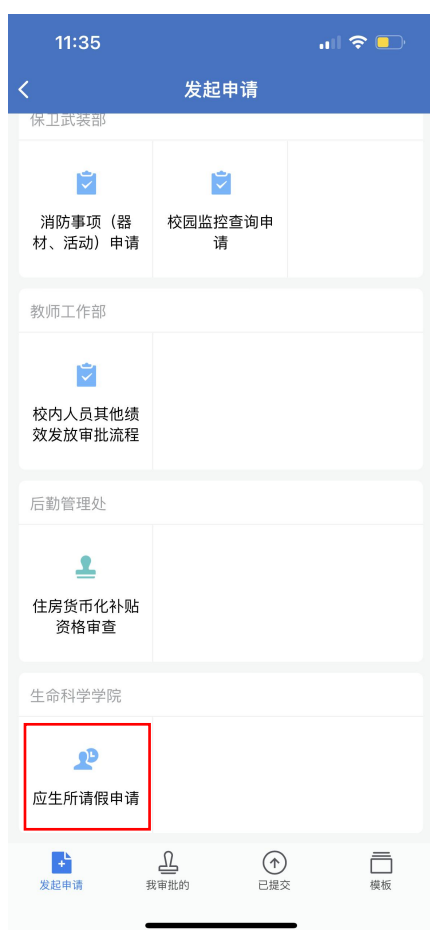 11:35
发起申请
保卫武装部
消防事项（器
材、活动）申请
校园监控查询申
请
教师工作部
校内人员其他绩
效发放审批流程
后勤管理处
住房货币化补贴
资格审查
生命科学学院
应生所请假申请
发起申请
我审批的
已提交
模板